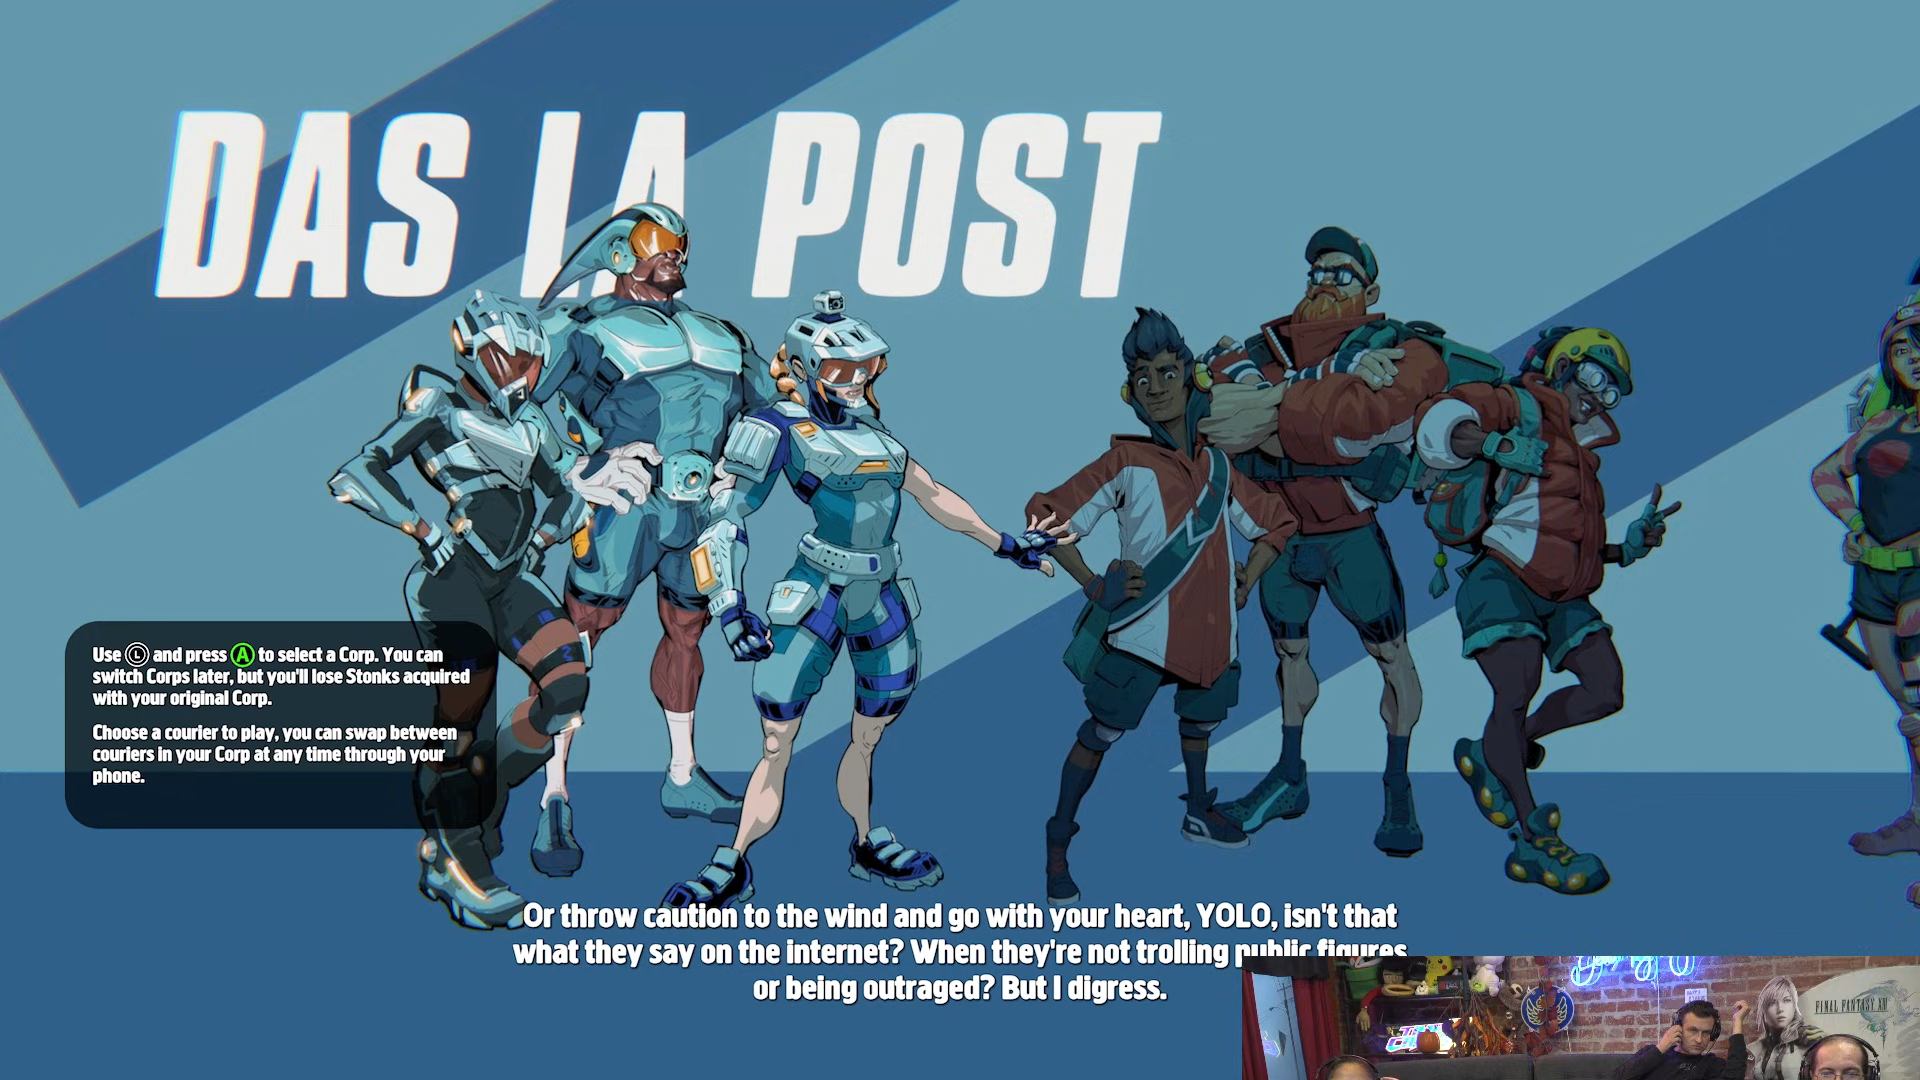 DAS LA POST
Use L and press A to select a Corp. You can
switch Corps later, but you'll lose Stonks acquired
with your original Corp.
Choose a courier to play, you can swap between
couriers in your Corp at any time through your
phone.
Or throw caution to the wind and go with your heart, YOLO, isn't that
what they say on the internet? When they're not trolling public figures
or being outraged? But I digress.
FINAL FANTASY XIII